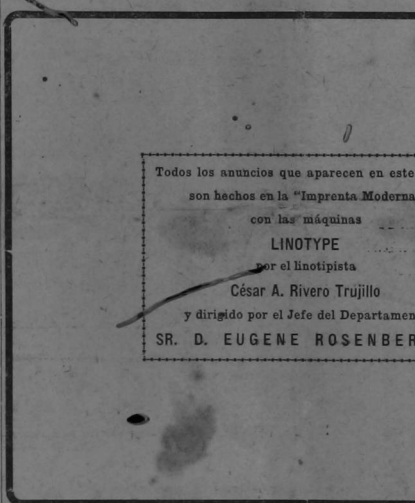 Todos los anuncios que aparecen en este
son hechos en la "Imprenta Moderna
con las máquinas
LINOTYPE
por el linotipista
César A. Rivero Trujillo
y dirigido por el Jefe del Departamen
SR. D. EUGENE ROSENBER